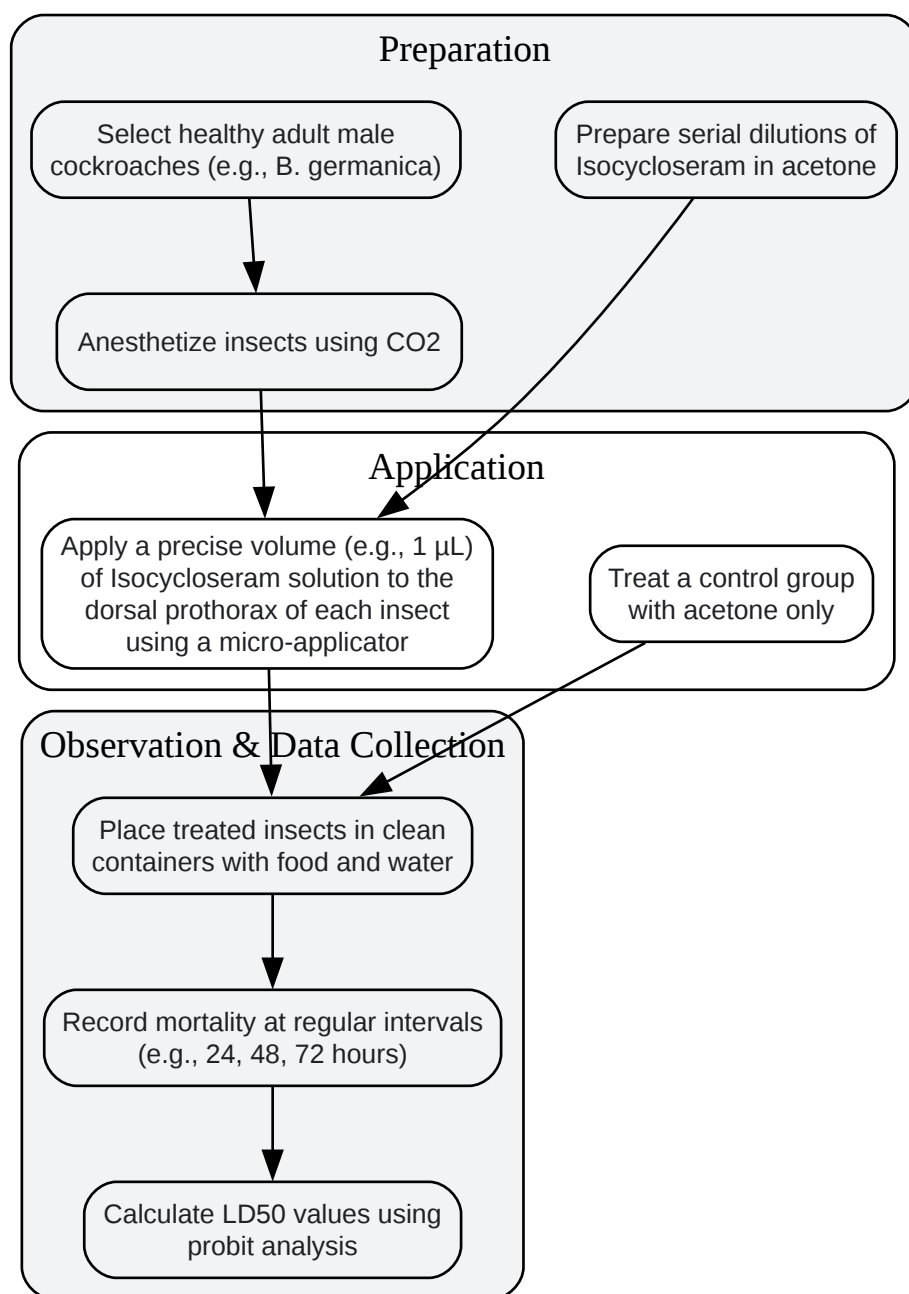 Preparation
Select healthy adult male
cockroaches (e.g., B. germanica)
Prepare serial dilutions of
Isocycloseram in acetone
Anesthetize insects using CO2
Application
Apply a precise volume (e.g., 1 µL)
of Isocycloseram solution to the
dorsal prothorax of each insect
using a micro-applicator
Treat a control group
with acetone only
Observation & Data Collection
Place treated insects in clean
containers with food and water
Record mortality at regular intervals
(e.g., 24, 48, 72 hours)
Calculate LD50 values using
probit analysis